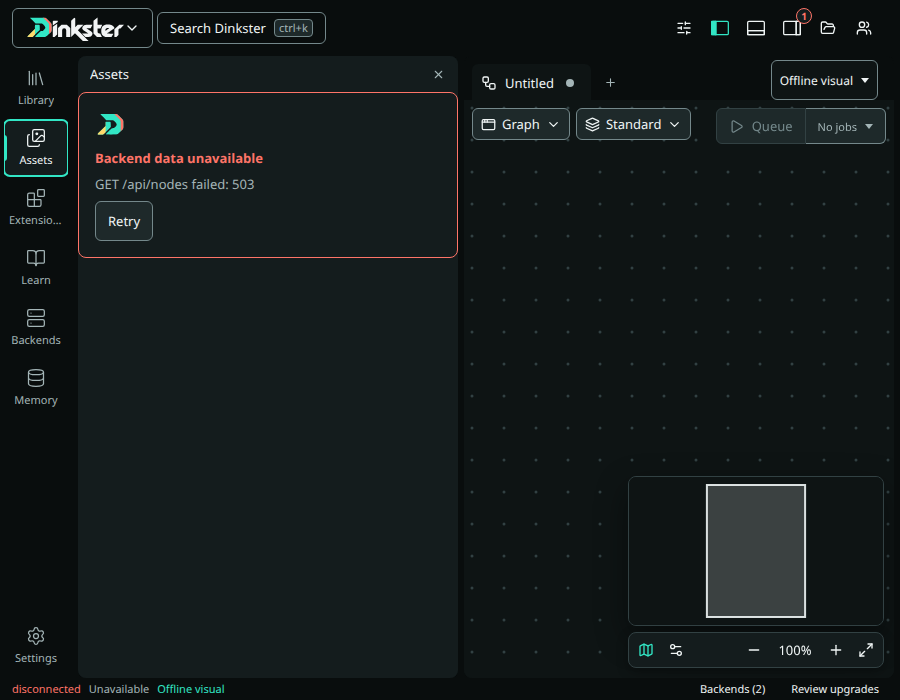 Dinkster
Search Dinkster ctrl+k
1
Library
Assets
Extensio...
Learn
Backends
Memory
Settings
Assets
Backend data unavailable
GET /api/nodes failed: 503
Retry
Untitled
Offline visual
Graph
Standard
Queue
No jobs
100%
disconnected Unavailable Offline visual
Backends (2) Review upgrades